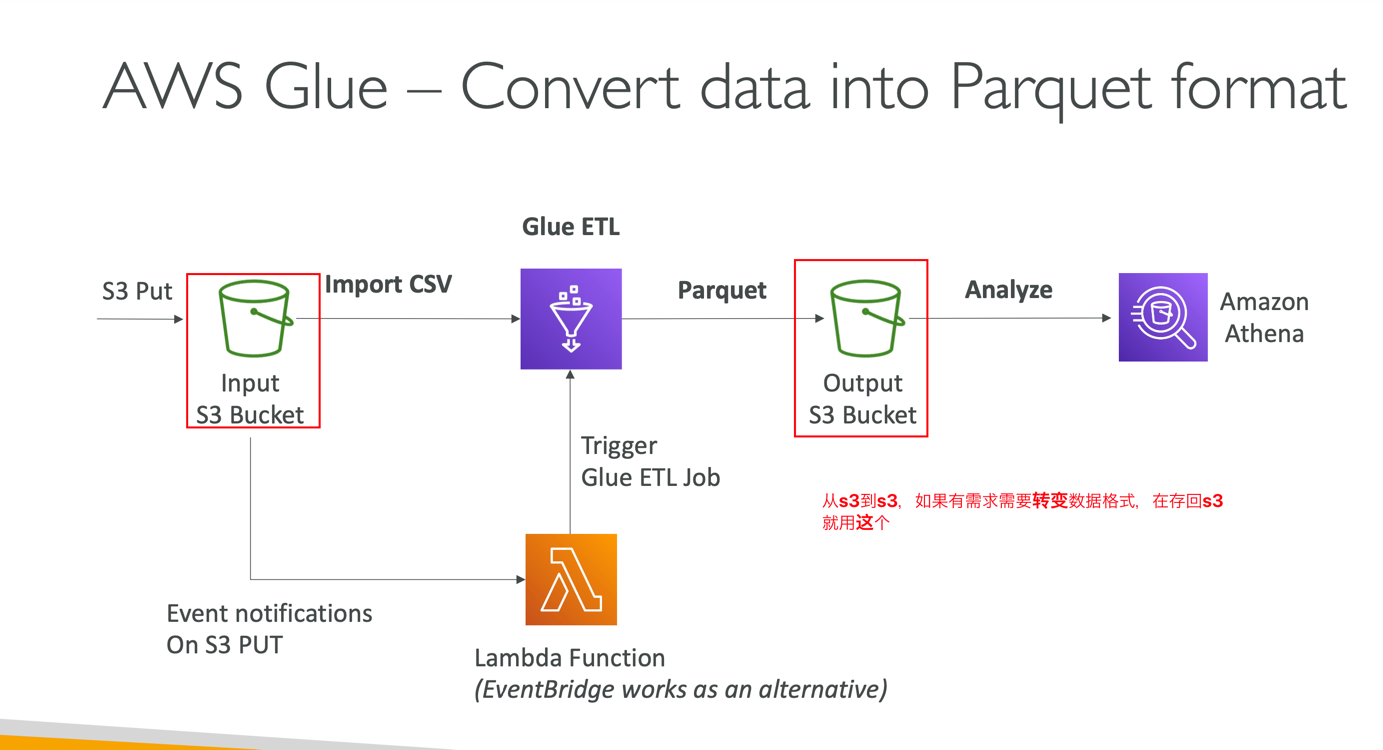 AWS Glue – Convert data into Parquet format
Glue ETL
S3 Put
Import CSV
Parquet
Analyze
Amazon
Athena
Input
S3 Bucket
Output
S3 Bucket
Trigger
Glue ETL Job
从s3到s3，如果有需求需要转变数据格式，在存回s3
就用这个
Event notifications
On S3 PUT
Lambda Function
(EventBridge works as an alternative)